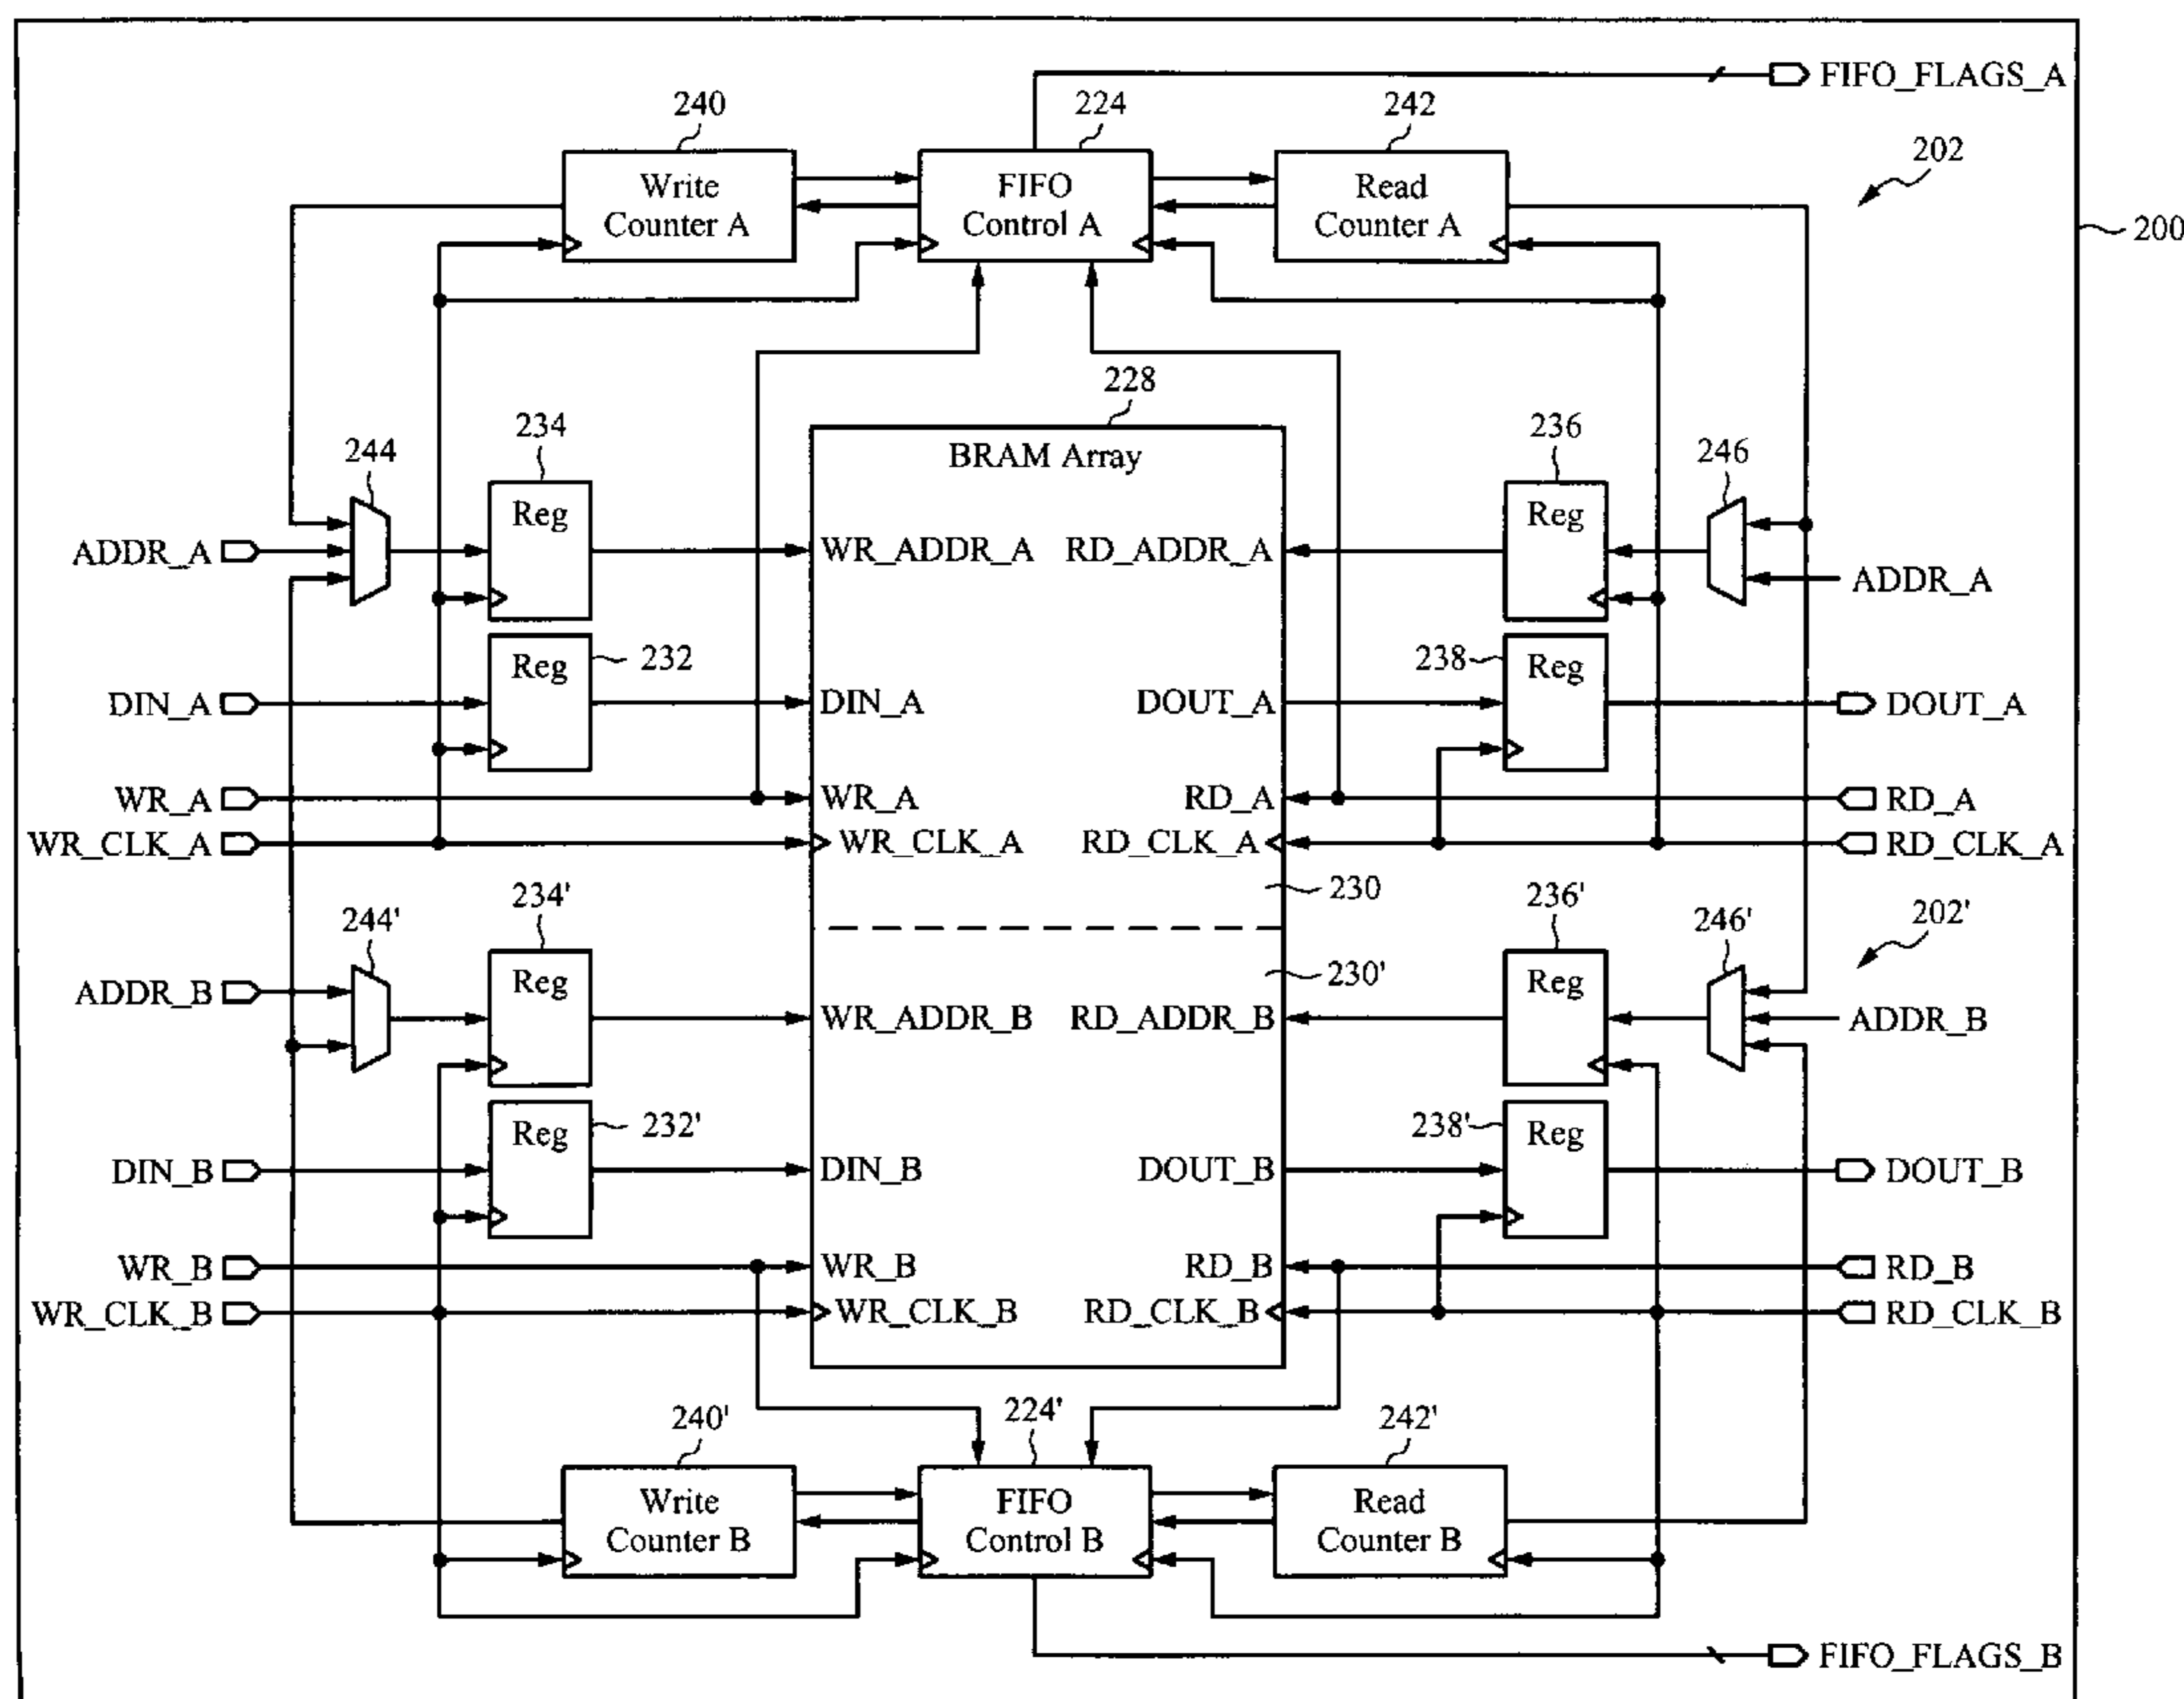 FIFO_FLAGS_A
240
224
242
202
Write
Counter A
FIFO
Control A
Read
Counter A
200
228
234
236
244
246
BRAM Array
Reg
Reg
ADDR_A
WR_ADDR_A
RD_ADDR_A
ADDR_A
Reg
232
238
Reg
DIN_A
DIN_A
DOUT_A
DOUT_A
WR_A
WR_A
RD_A
RD_A
WR_CLK_A
WR_CLK_A
RD_CLK_A
RD_CLK_A
230
234'
236'
244'
246'
202'
Reg
Reg
ADDR_B
230'
WR_ADDR_B
RD_ADDR_B
ADDR_B
Reg
232'
238'
Reg
DIN_B
DIN_B
DOUT_B
DOUT_B
WR_B
WR_B
RD_B
RD_B
WR_CLK_B
WR_CLK_B
RD_CLK_B
RD_CLK_B
240'
224'
242'
Write
Counter B
FIFO
Control B
Read
Counter B
FIFO_FLAGS_B